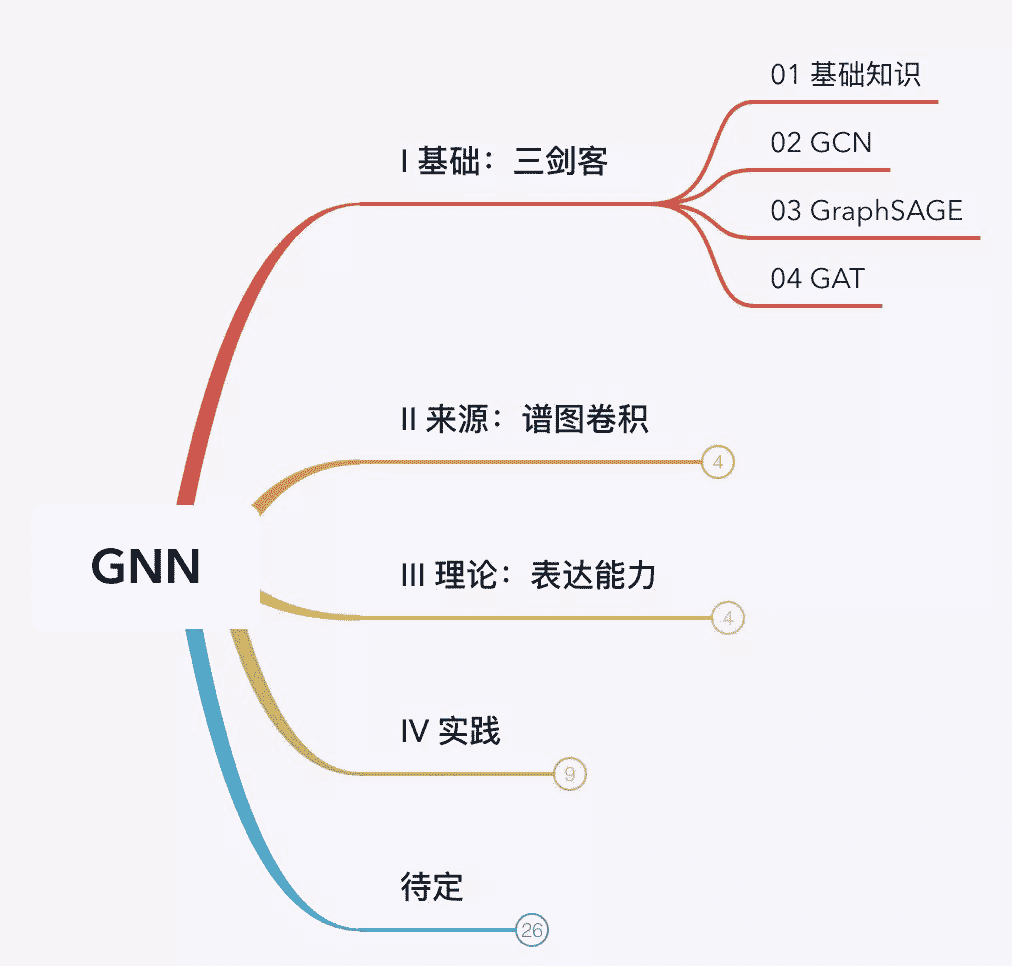 I 基础：三剑客
01 基础知识
02 GCN
03 GraphSAGE
04 GAT
II 来源：谱图卷积
4
GNN
III 理论：表达能力
4
IV 实践
9
待定
26